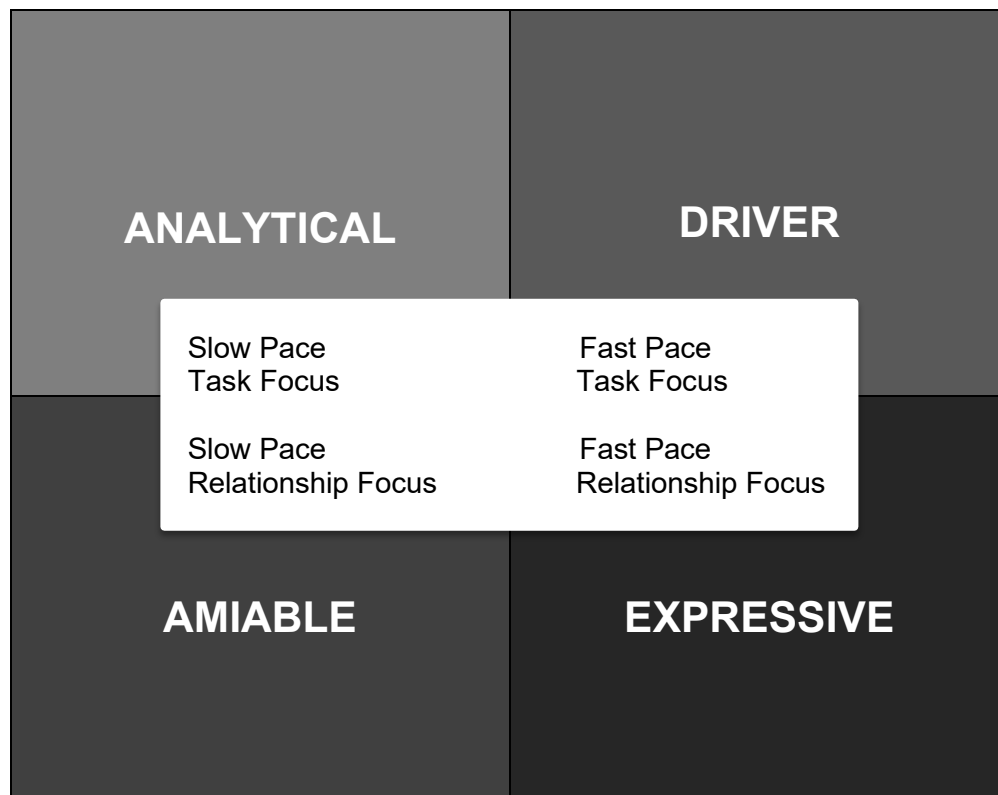 ANALYTICAL
DRIVER
Slow Pace
Task Focus
Fast Pace
Task Focus
Slow Pace
Relationship Focus
Fast Pace
Relationship Focus
AMIABLE
EXPRESSIVE